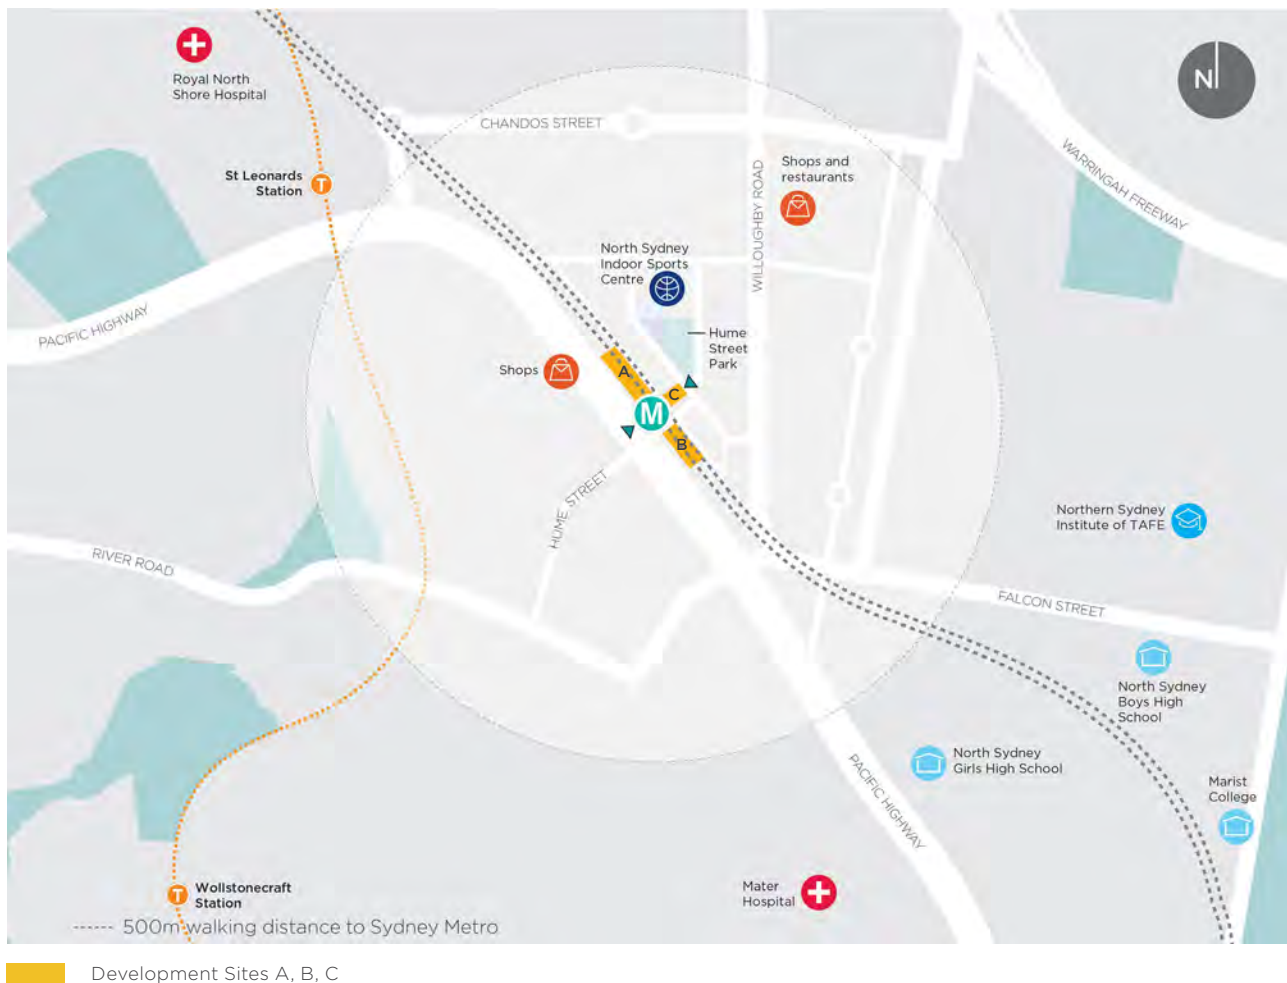 Royal North
Shore Hospital
N
CHANDOS STREET
WARRINGAH FREEWAY
Shops and
restaurants
St Leonards
Station
T
WILLOUGHBY ROAD
North Sydney
Indoor Sports
Centre
PACIFIC HIGHWAY
Hume
Street
Park
Shops
A
C
M
B
HUME STREET
Northern Sydney
Institute of TAFE
RIVER ROAD
FALCON STREET
North Sydney
Boys High
School
North Sydney
Girls High School
PACIFIC HIGHWAY
Marist
College
Mater
Hospital
T
Wollstonecraft
Station
500m walking distance to Sydney Metro
Development Sites A, B, C